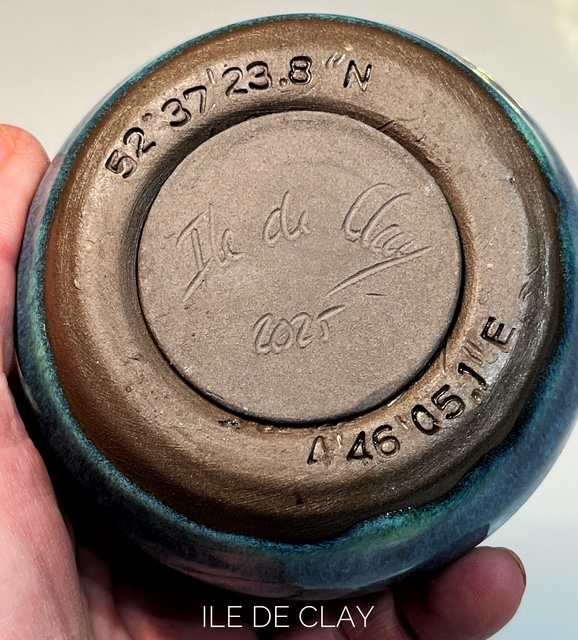 52°37'23.8"N
Ile de Clay
2025
4°46'05.1"E
ILE DE CLAY